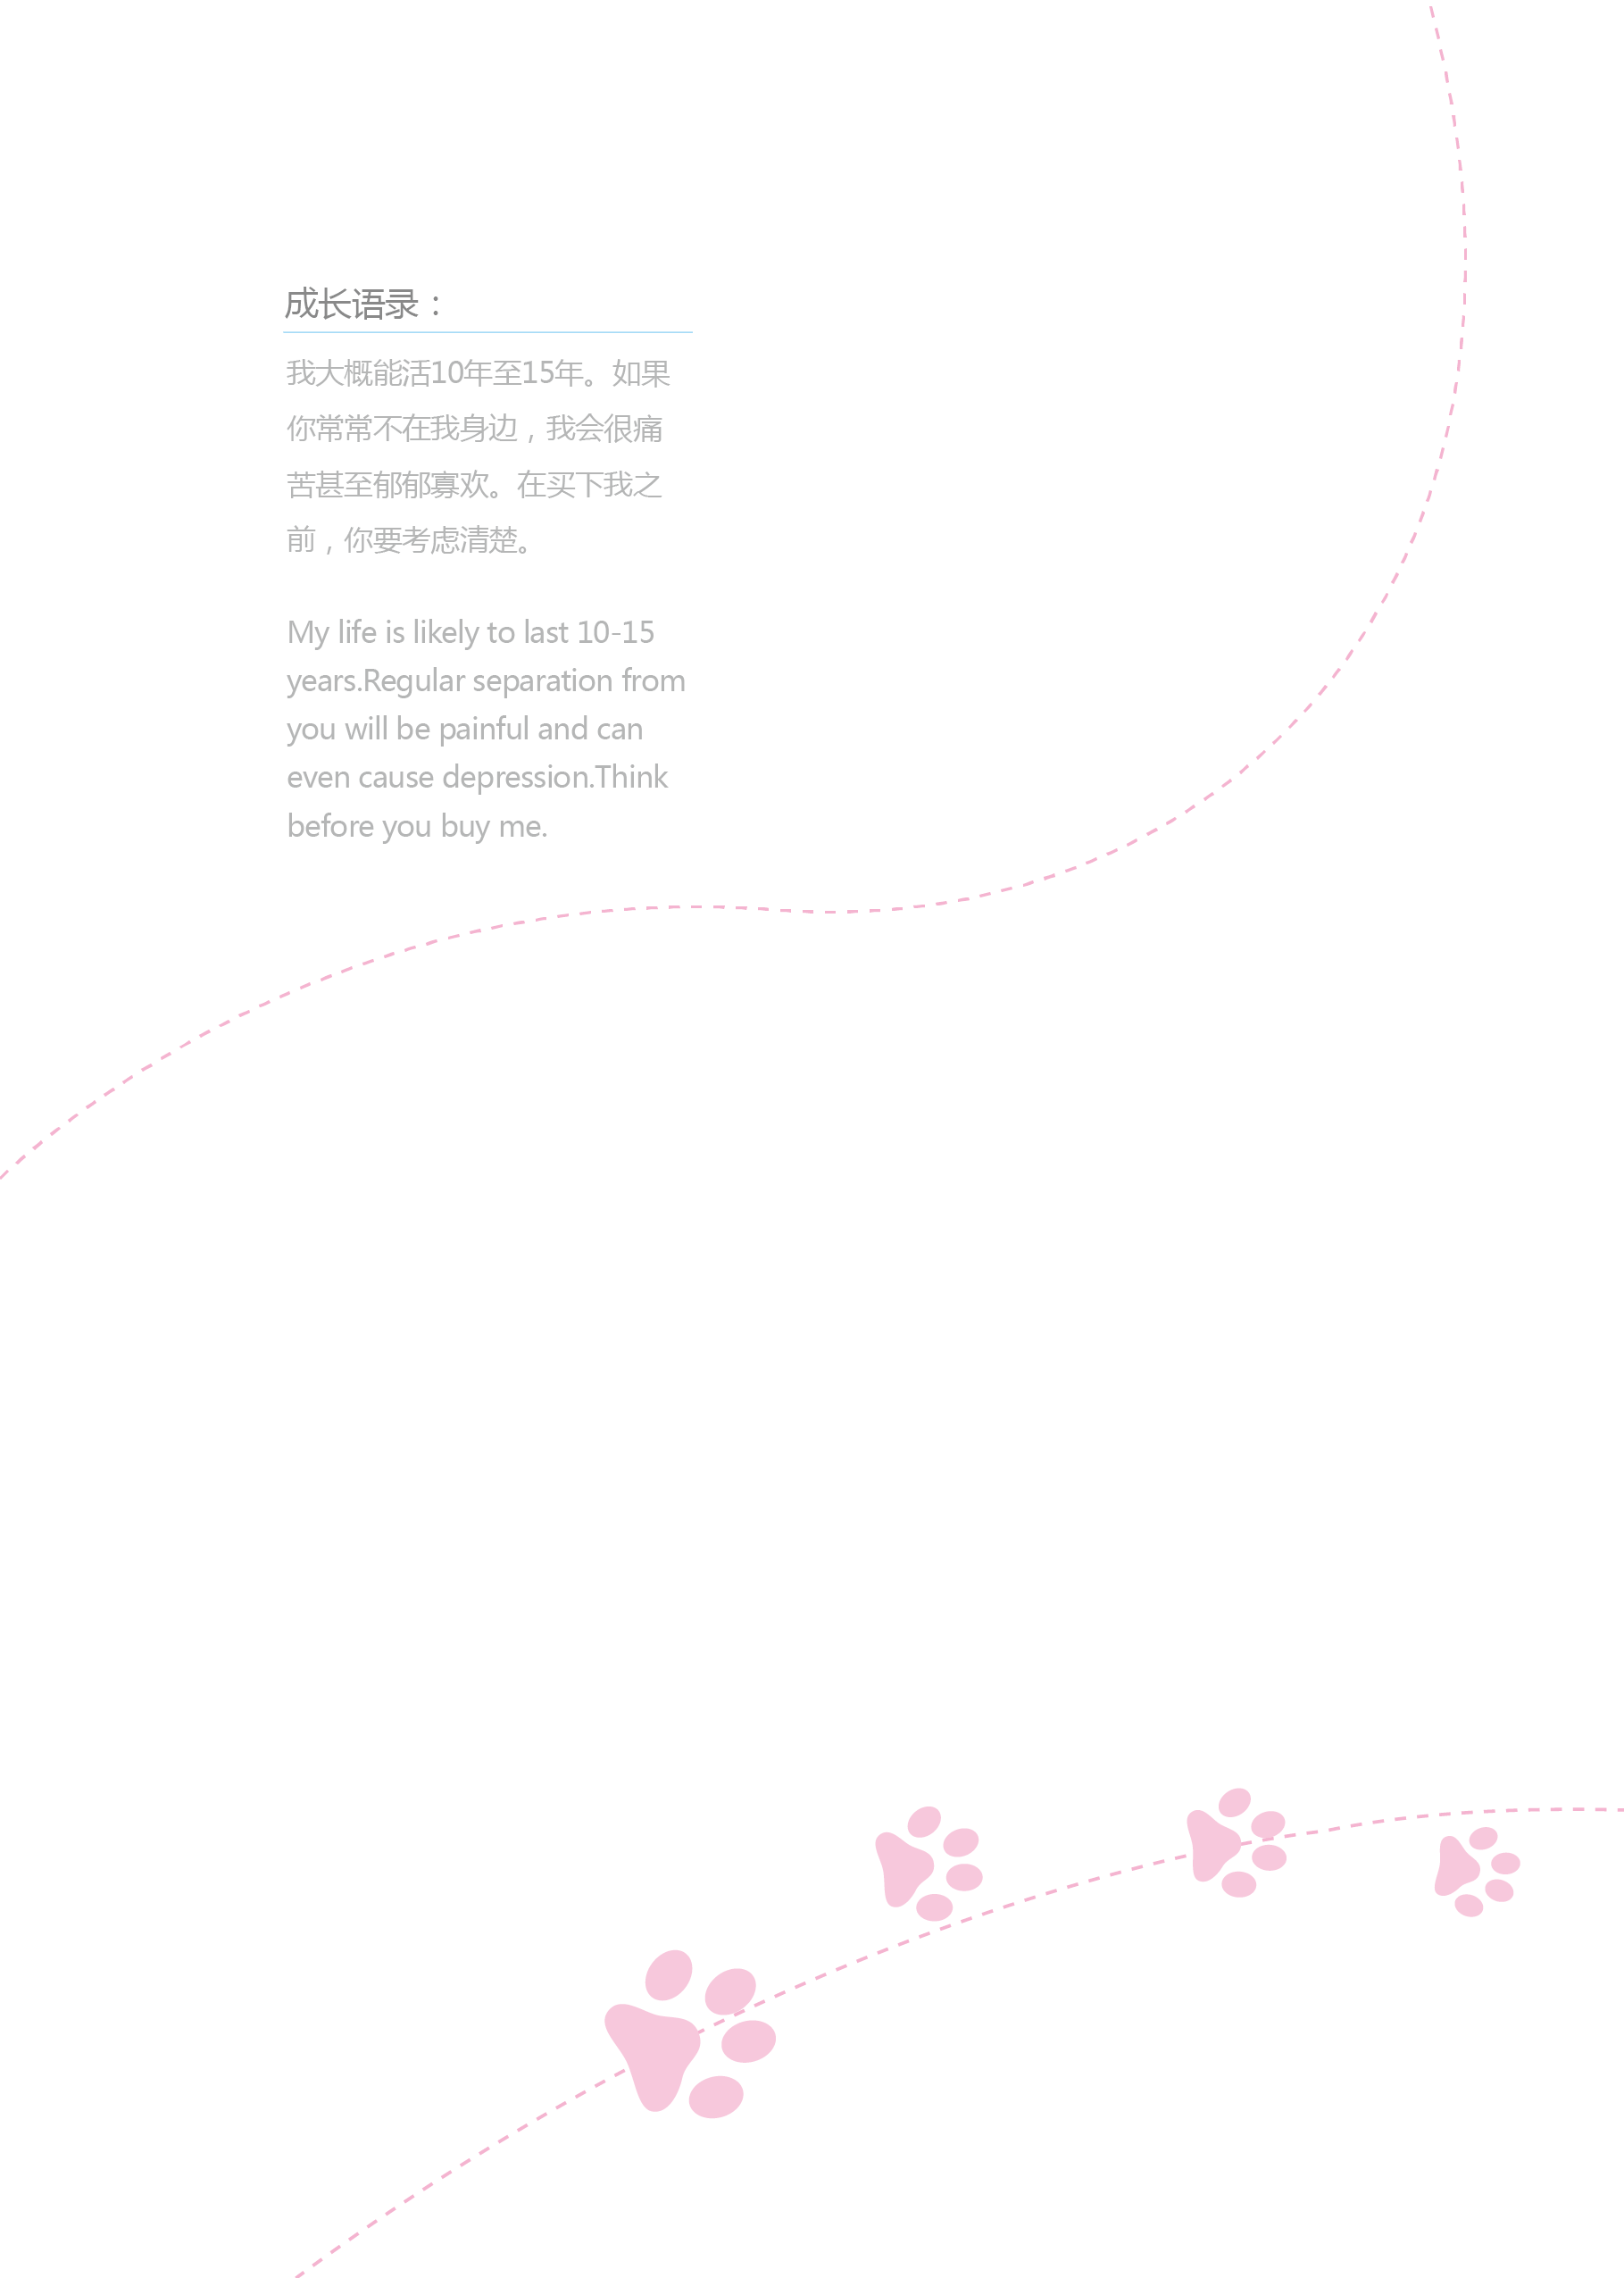 成长语录：
我大概能活10年至15年。如果
你常常不在我身边，我会很痛
苦甚至郁郁寡欢。在买下我之
前，你要考虑清楚。
My life is likely to last 10-15
years.Regular separation from
you will be painful and can
even cause depression.Think
before you buy me.